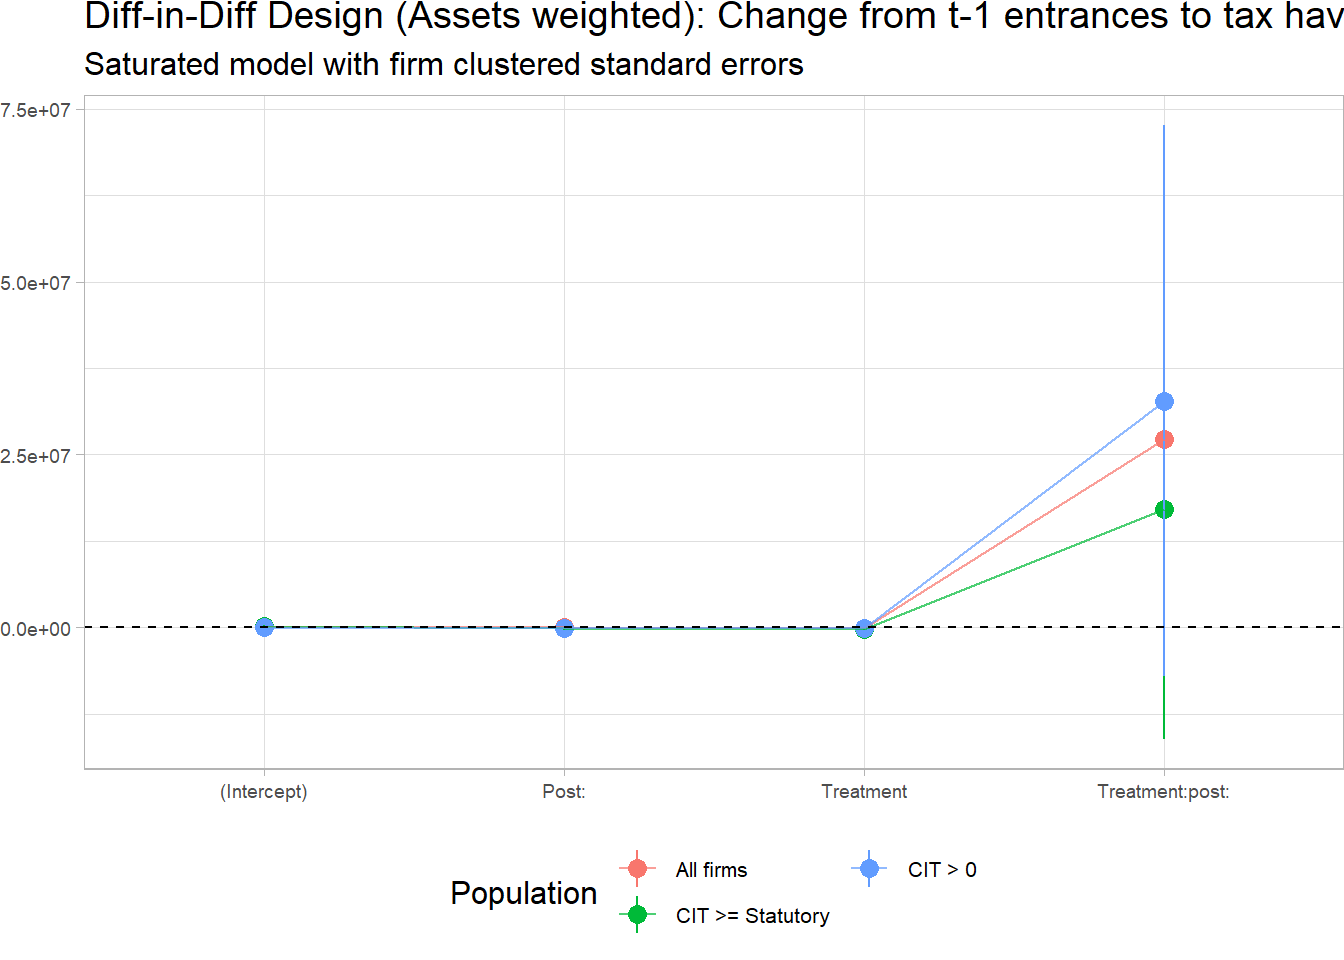 Diff-in-Diff Design (Assets weighted): Change from t-1 entrances to tax hav
Saturated model with firm clustered standard errors
7.5e+07
5.0e+07
2.5e+07
0.0e+00
(Intercept) Post: Treatment Treatment:post:
Population
All firms CIT > 0
CIT >= Statutory